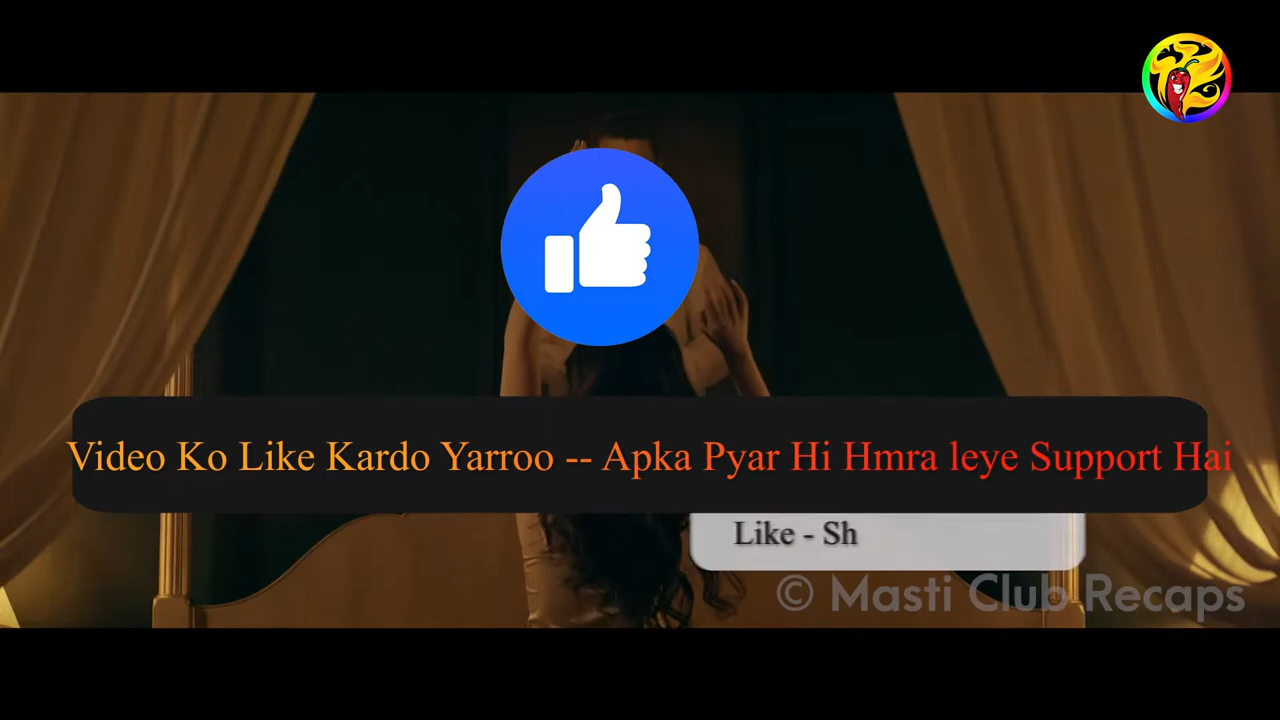 Video Ko Like Kardo Yarroo -- Apka Pyar Hi Hmra leye Support Hai
Like - Sh
© Masti Club Recaps